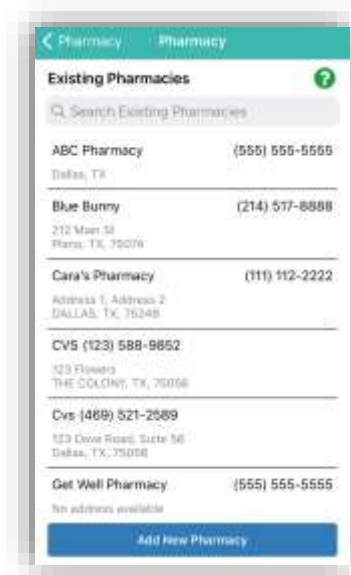 Pharmacy Pharmacy
Existing Pharmacies ?
Search Existing Pharmacies
ABC Pharmacy (555) 555-5555
Dallas, TX
Blue Bunny (214) 517-8888
212 Main St
Plano, TX, 75074
Cara's Pharmacy (111) 112-2222
Address 1, Address 2
DALLAS, TX, 75248
CVS (123) 588-9852
123 Flowers
THE COLONY, TX, 75056
Cvs (469) 521-2589
123 Dove Road, Suite 56
Dallas, TX, 75056
Get Well Pharmacy (555) 555-5555
No address available
Add New Pharmacy